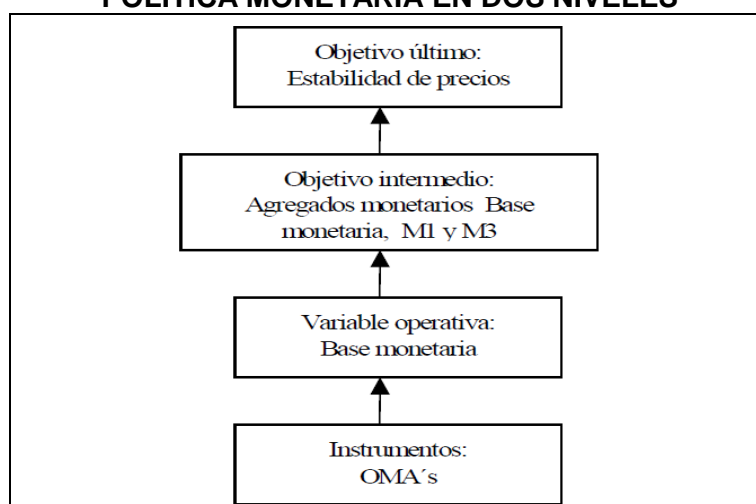 POLÍTICA MONETARIA EN DOS NIVELES
Objetivo último:
Estabilidad de precios
Objetivo intermedio:
Agregados monetarios Base
monetaria, M1 y M3
Variable operativa:
Base monetaria
Instrumentos:
OMA´s